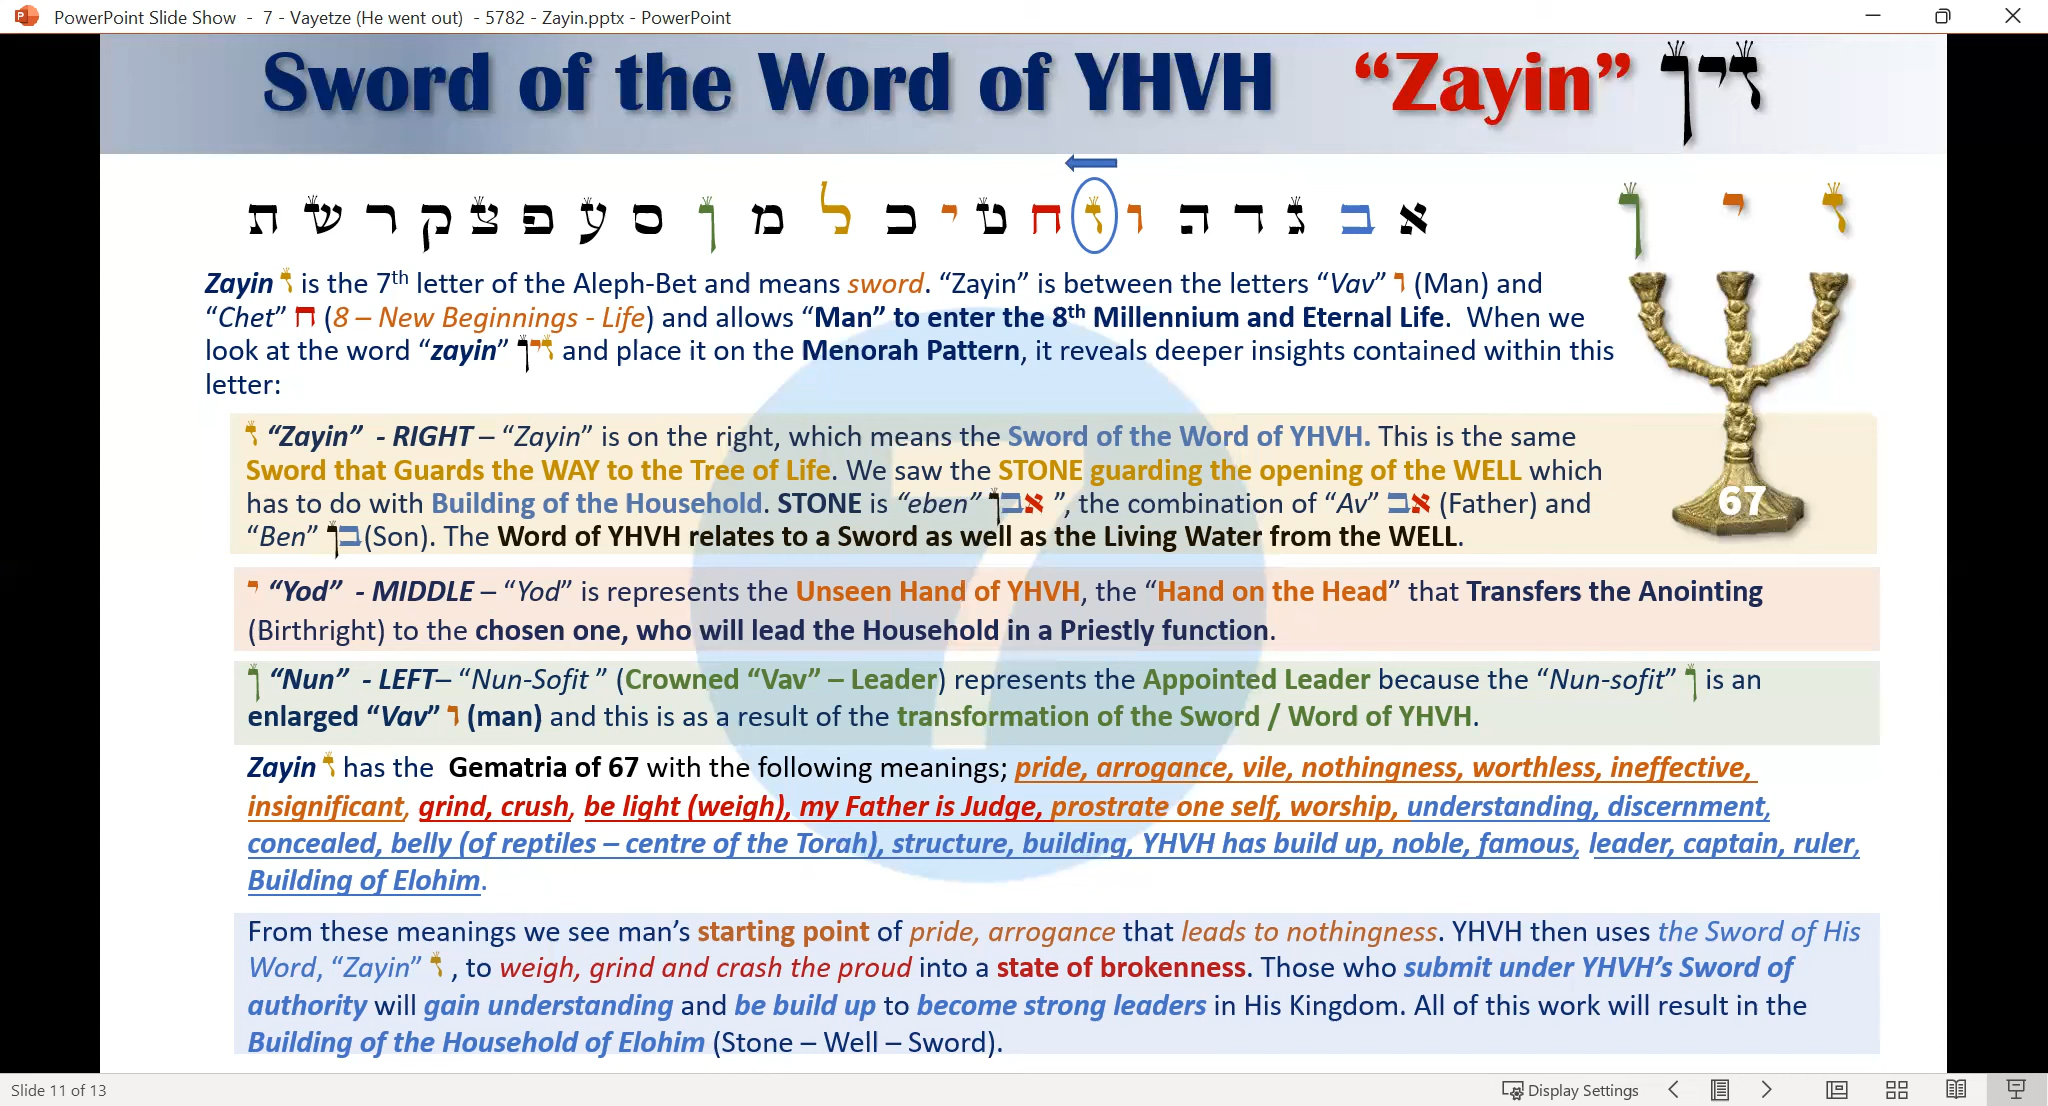 PowerPoint Slide Show - 7 - Vayetze (He went out) - 5782 - Zayin.pptx - PowerPoint
Sword of the Word of YHVH “Zayin” זין
א ב ג ד ה ו ז ח ט י כ ל מ ן ס ע פ צ ק ר ש ת
ז י ן
Zayin ז is the 7th letter of the Aleph-Bet and means sword. “Zayin” is between the letters “Vav” ו (Man) and
“Chet” ח (8 – New Beginnings - Life) and allows “Man” to enter the 8th Millennium and Eternal Life. When we
look at the word “zayin” זין and place it on the Menorah Pattern, it reveals deeper insights contained within this
letter:
ז “Zayin” - RIGHT – “Zayin” is on the right, which means the Sword of the Word of YHVH. This is the same
Sword that Guards the WAY to the Tree of Life. We saw the STONE guarding the opening of the WELL which
has to do with Building of the Household. STONE is “eben” אבן ”, the combination of “Av” אב (Father) and
“Ben” בן (Son). The Word of YHVH relates to a Sword as well as the Living Water from the WELL.
67
י “Yod” - MIDDLE – “Yod” is represents the Unseen Hand of YHVH, the “Hand on the Head” that Transfers the Anointing
(Birthright) to the chosen one, who will lead the Household in a Priestly function.
ן “Nun” - LEFT– “Nun-Sofit ” (Crowned “Vav” – Leader) represents the Appointed Leader because the “Nun-sofit” ן is an
enlarged “Vav” ו (man) and this is as a result of the transformation of the Sword / Word of YHVH.
Zayin ז has the Gematria of 67 with the following meanings; pride, arrogance, vile, nothingness, worthless, ineffective,
insignificant, grind, crush, be light (weigh), my Father is Judge, prostrate one self, worship, understanding, discernment,
concealed, belly (of reptiles – centre of the Torah), structure, building, YHVH has build up, noble, famous, leader, captain, ruler,
Building of Elohim.
From these meanings we see man’s starting point of pride, arrogance that leads to nothingness. YHVH then uses the Sword of His
Word, “Zayin” ז , to weigh, grind and crash the proud into a state of brokenness. Those who submit under YHVH’s Sword of
authority will gain understanding and be build up to become strong leaders in His Kingdom. All of this work will result in the
Building of the Household of Elohim (Stone – Well – Sword).
Slide 11 of 13
Display Settings